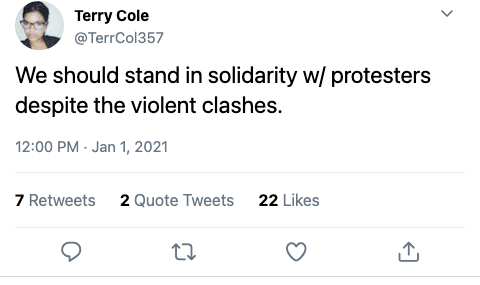 Terry Cole
@TerrCol357
We should stand in solidarity w/ protesters
despite the violent clashes.
12:00 PM · Jan 1, 2021
7 Retweets 2 Quote Tweets 22 Likes